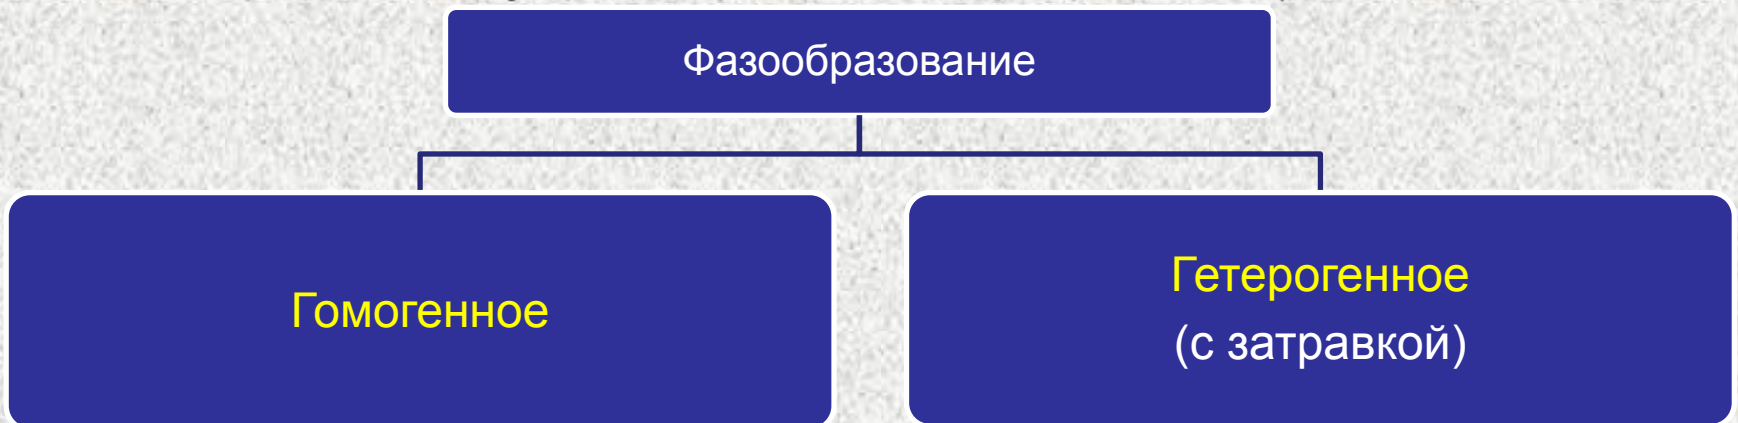 Фазообразование
Гомогенное
Гетерогенное
(с затравкой)